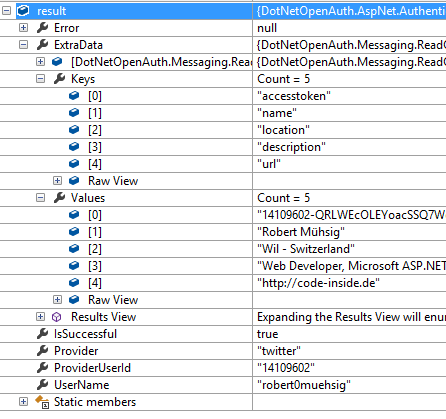 result {DotNetOpenAuth.AspNet.Authenti
Error null
ExtraData {DotNetOpenAuth.Messaging.ReadO
[DotNetOpenAuth.Messaging.Read {DotNetOpenAuth.Messaging.ReadO
Keys Count = 5
[0] "accesstoken"
[1] "name"
[2] "location"
[3] "description"
[4] "url"
Raw View
Values Count = 5
[0] "14109602-QRLWEcOLEYoacSSQ7W
[1] "Robert Mühsig"
[2] "Wil - Switzerland"
[3] "Web Developer, Microsoft ASP.NET
[4] "http://code-inside.de"
Raw View
Results View Expanding the Results View will enu
IsSuccessful true
Provider "twitter"
ProviderUserId "14109602"
UserName "robert0muehsig"
Static members